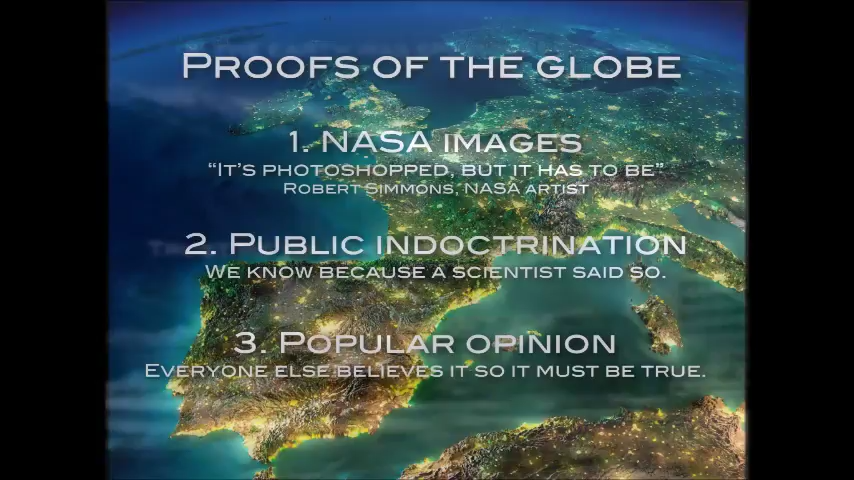 PROOFS OF THE GLOBE
1. NASA IMAGES
"IT'S PHOTOSHOPPED, BUT IT HAS TO BE"
ROBERT SIMMONS, NASA ARTIST
2. PUBLIC INDOCTRINATION
WE KNOW BECAUSE A SCIENTIST SAID SO.
3. POPULAR OPINION
EVERYONE ELSE BELIEVES IT SO IT MUST BE TRUE.